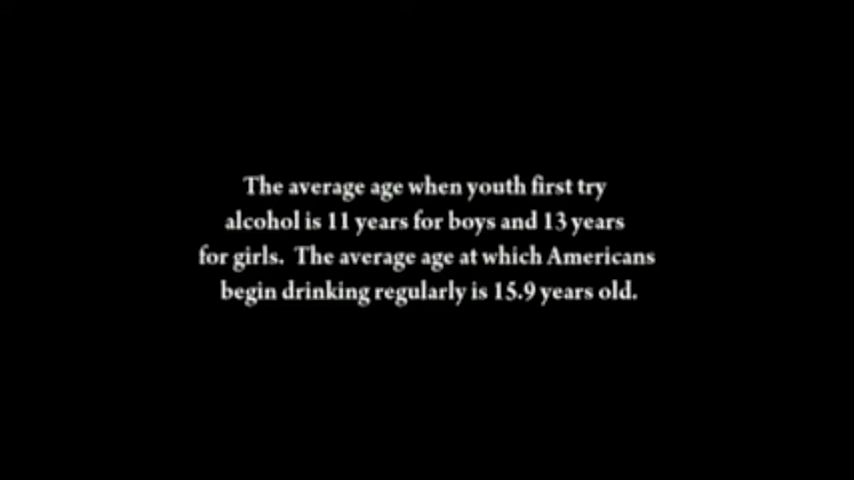 The average age when youth first try
alcohol is 11 years for boys and 13 years
for girls.  The average age at which Americans
begin drinking regularly is 15.9 years old.